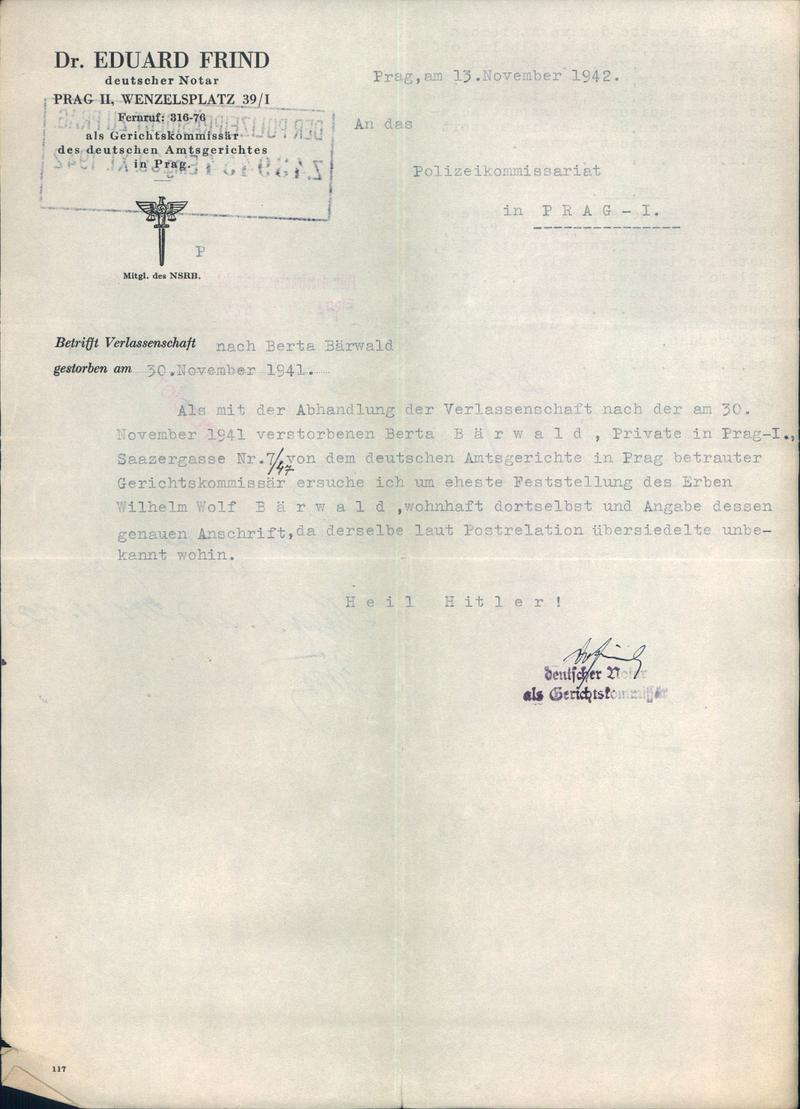 Dr. EDUARD FRIND
deutscher Notar
PRAG II, WENZELSPLATZ 39/I
Fernruf: 316-76
als Gerichtskommissär
des deutschen Amtsgerichtes
in Prag.
P
Mitgl. des NSRB.
Prag, am 13. November 1942.
An das
Polizeikommissariat
in P R A G - I.
Betrifft Verlassenschaft nach Berta Bärwald
gestorben am 30. November 1941.
Als mit der Abhandlung der Verlassenschaft nach der am 30.
November 1941 verstorbenen Berta B ä r w a l d , Private in Prag-I.,
Saazergasse Nr. 7/ von dem deutschen Amtsgerichte in Prag betrauter
Gerichtskommissär ersuche ich um eheste Feststellung des Erben
Wilhelm Wolf B ä r w a l d ,wohnhaft dortselbst und Angabe dessen
genauen Anschrift,da derselbe laut Postrelation übersiedelte unbe-
kannt wohin.
H e i l H i t l e r !
deutscher Notar
als Gerichtskommissär
117